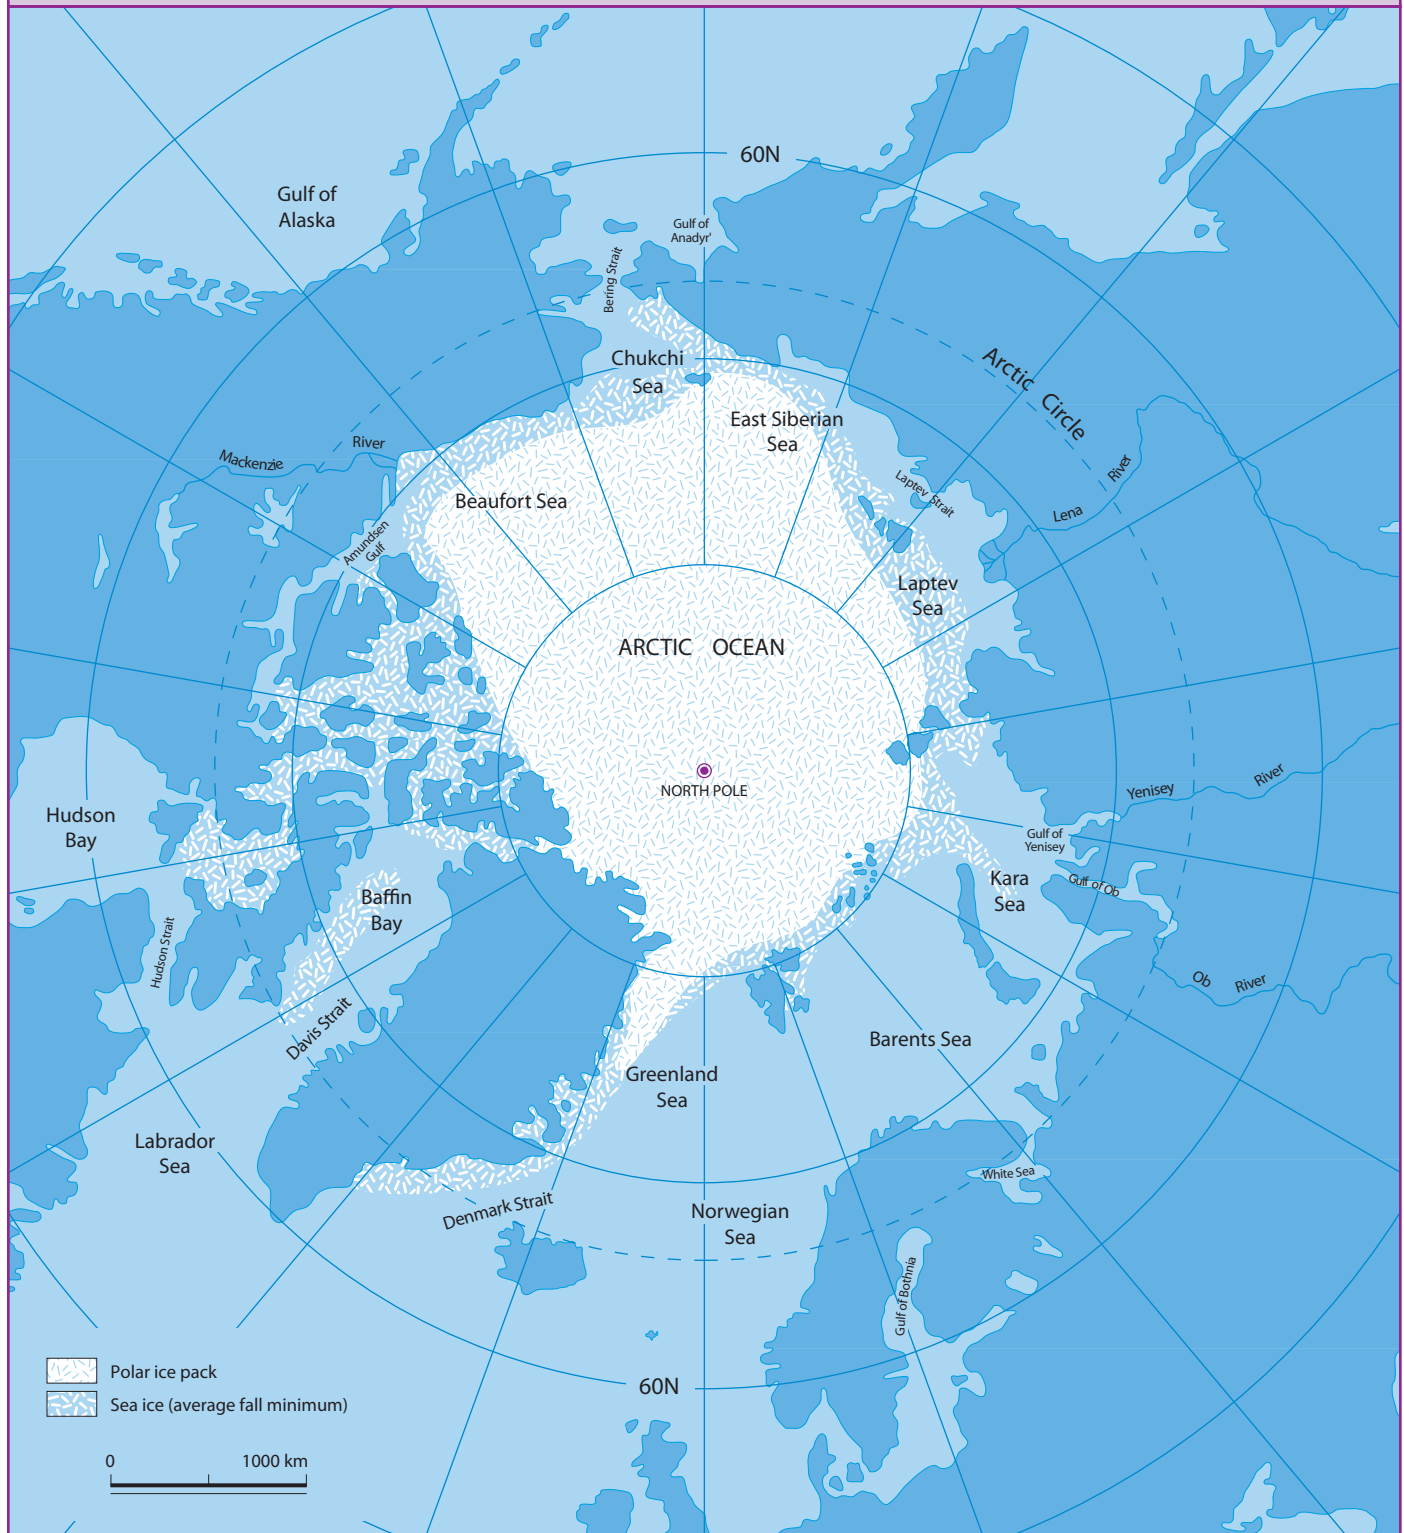 60N
Gulf of
Alaska
Gulf of
Anadyr'
Bering Strait
Chukchi
Sea
Arctic Circle
East Siberian
Sea
Mackenzie River
Beaufort Sea
Laptev Strait
Lena River
Amundsen
Gulf
Laptev
Sea
ARCTIC OCEAN
NORTH POLE
Yenisey River
Hudson
Bay
Gulf of
Yenisey
Kara
Sea
Gulf of Ob
Baffin
Bay
Hudson Strait
Ob River
Davis Strait
Barents Sea
Greenland
Sea
Labrador
Sea
White Sea
Denmark Strait
Norwegian
Sea
Gulf of Bothnia
Polar ice pack
60N
Sea ice (average fall minimum)
0 1000 km